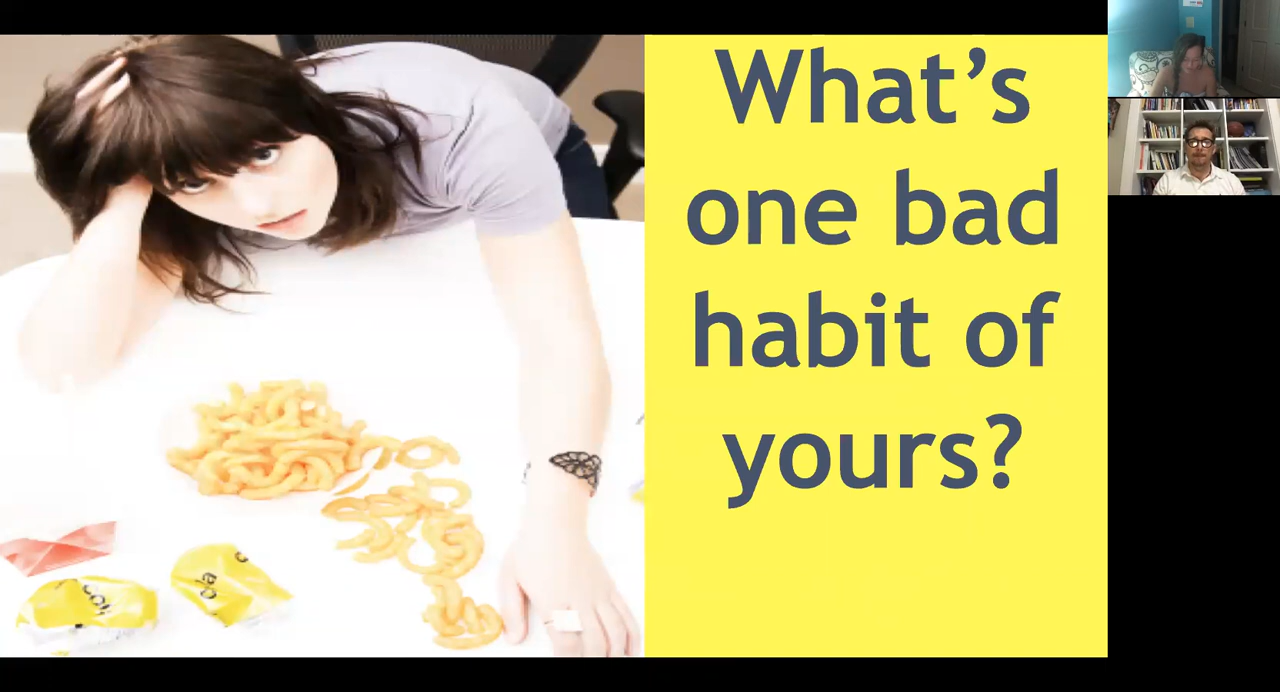 What’s
one bad
habit of
yours?